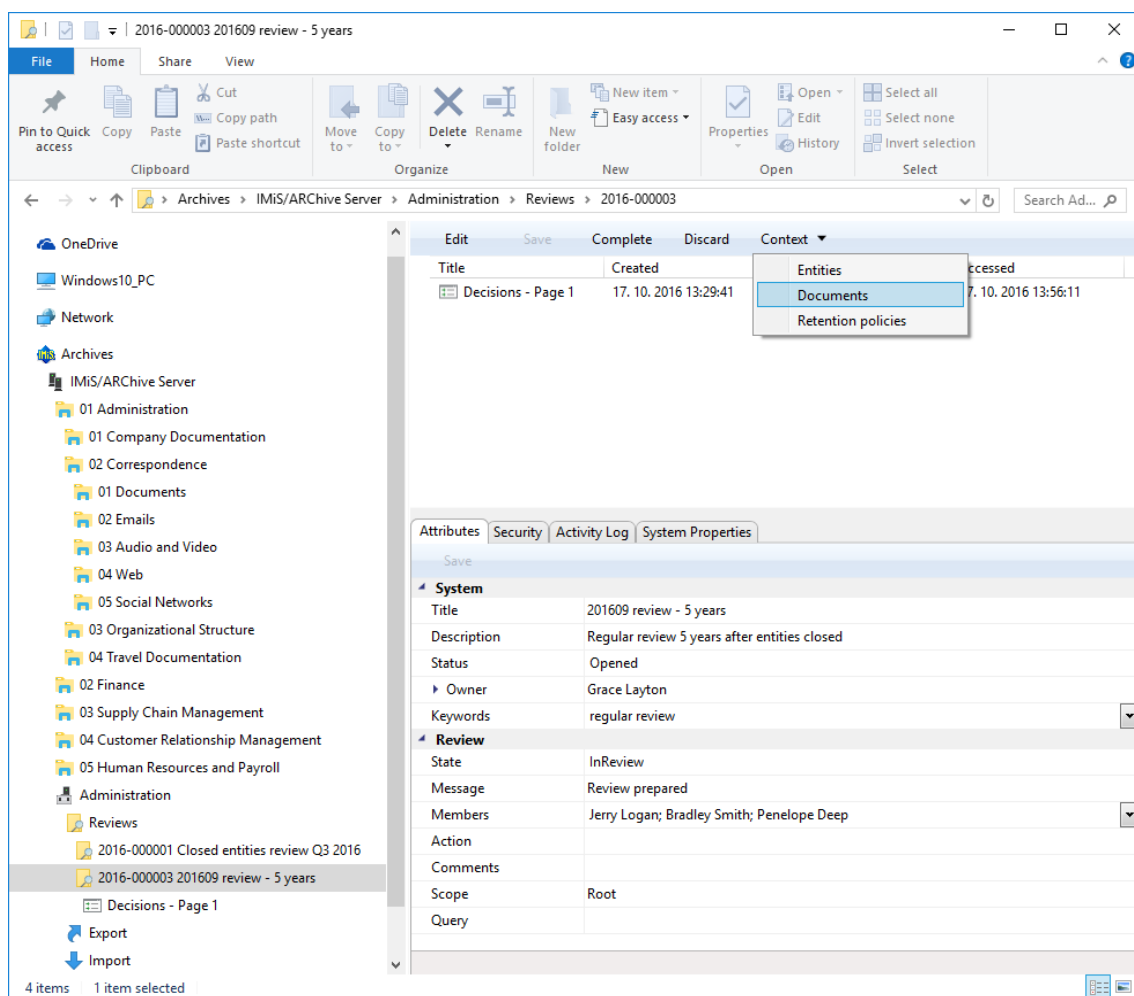 2016-000003 201609 review - 5 years
File Home Share View
Pin to Quick access
Copy
Paste
Cut
Copy path
Paste shortcut
Clipboard
Move to
Copy to
Delete
Rename
Organize
New folder
New item
Easy access
New
Properties
Open
Edit
History
Open
Select all
Select none
Invert selection
Select
Archives > IMiS/ARChive Server > Administration > Reviews > 2016-000003
Search Ad...
OneDrive
Windows10_PC
Network
Archives
IMiS/ARChive Server
01 Administration
01 Company Documentation
02 Correspondence
01 Documents
02 Emails
03 Audio and Video
04 Web
05 Social Networks
03 Organizational Structure
04 Travel Documentation
02 Finance
03 Supply Chain Management
04 Customer Relationship Management
05 Human Resources and Payroll
Administration
Reviews
2016-000001 Closed entities review Q3 2016
2016-000003 201609 review - 5 years
Decisions - Page 1
Export
Import
Edit Save Complete Discard Context
Title Created ccessed
Decisions - Page 1 17. 10. 2016 13:29:41 7. 10. 2016 13:56:11
Entities
Documents
Retention policies
Attributes Security Activity Log System Properties
Save
System
Title 201609 review - 5 years
Description Regular review 5 years after entities closed
Status Opened
Owner Grace Layton
Keywords regular review
Review
State InReview
Message Review prepared
Members Jerry Logan; Bradley Smith; Penelope Deep
Action
Comments
Scope Root
Query
4 items 1 item selected